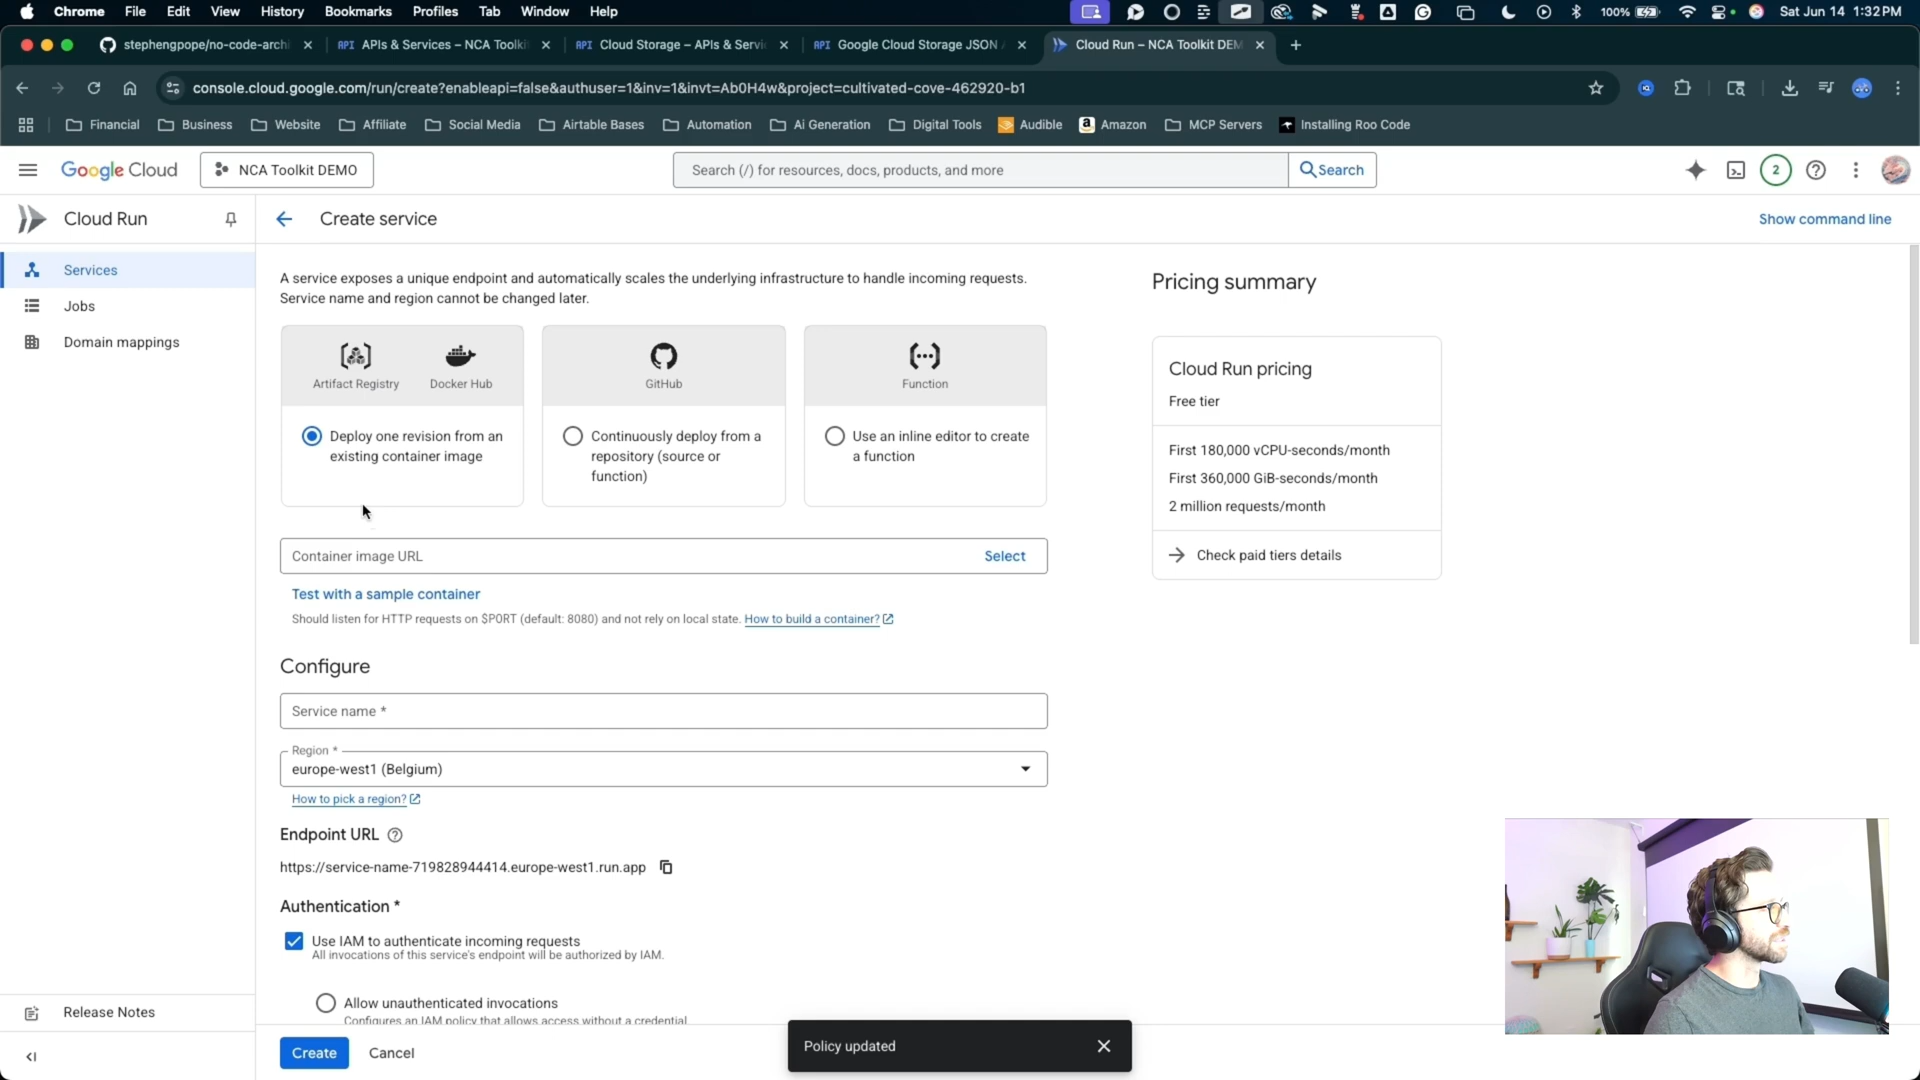 Chrome File Edit View History Bookmarks Profiles Tab Window Help 100% Sat Jun 14 1:32 PM
stephengpope/no-code-archi
APIs & Services – NCA Toolki
Cloud Storage – APIs & Servi
Google Cloud Storage JSON
Cloud Run – NCA Toolkit DEM
console.cloud.google.com/run/create?enableapi=false&authuser=1&inv=1&invt=Ab0H4w&project=cultivated-cove-462920-b1
Financial Business Website Affiliate Social Media Airtable Bases Automation Ai Generation Digital Tools Audible Amazon MCP Servers Installing Roo Code
Google Cloud
NCA Toolkit DEMO
Search (/) for resources, docs, products, and more
Search
2
Cloud Run
Create service
Show command line
Services
Jobs
Domain mappings
A service exposes a unique endpoint and automatically scales the underlying infrastructure to handle incoming requests.
Service name and region cannot be changed later.
Artifact Registry
Docker Hub
Deploy one revision from an
existing container image
GitHub
Continuously deploy from a
repository (source or
function)
Function
Use an inline editor to create
a function
Container image URL
Select
Test with a sample container
Should listen for HTTP requests on $PORT (default: 8080) and not rely on local state. How to build a container?
Configure
Service name *
Region *
europe-west1 (Belgium)
How to pick a region?
Endpoint URL
https://service-name-719828944414.europe-west1.run.app
Authentication *
Use IAM to authenticate incoming requests
All invocations of this service's endpoint will be authorized by IAM.
Allow unauthenticated invocations
Configures an IAM policy that allows access without a credential
Create
Cancel
Pricing summary
Cloud Run pricing
Free tier
First 180,000 vCPU-seconds/month
First 360,000 GiB-seconds/month
2 million requests/month
Check paid tiers details
Release Notes
Policy updated